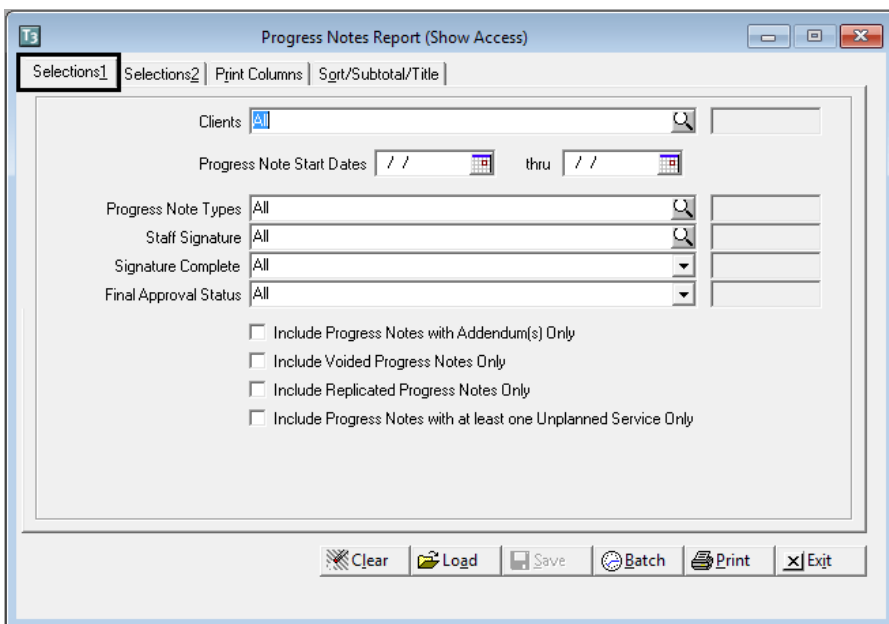 T3 Progress Notes Report (Show Access)
Selections1 Selections2 Print Columns Sort/Subtotal/Title
Clients All
Progress Note Start Dates / / thru / /
Progress Note Types All
Staff Signature All
Signature Complete All
Final Approval Status All
Include Progress Notes with Addendum(s) Only
Include Voided Progress Notes Only
Include Replicated Progress Notes Only
Include Progress Notes with at least one Unplanned Service Only
Clear Load Save Batch Print Exit